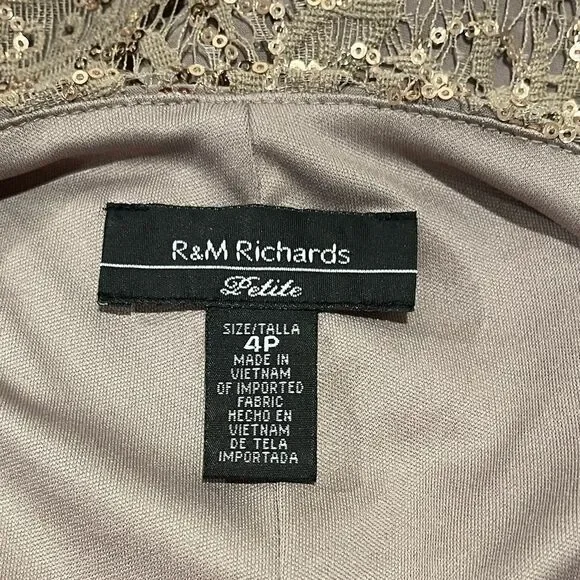 R&M Richards
Petite
SIZE/TALLA
4P
MADE IN
VIETNAM
OF IMPORTED
FABRIC
HECHO EN
VIETNAM
DE TELA
IMPORTADA